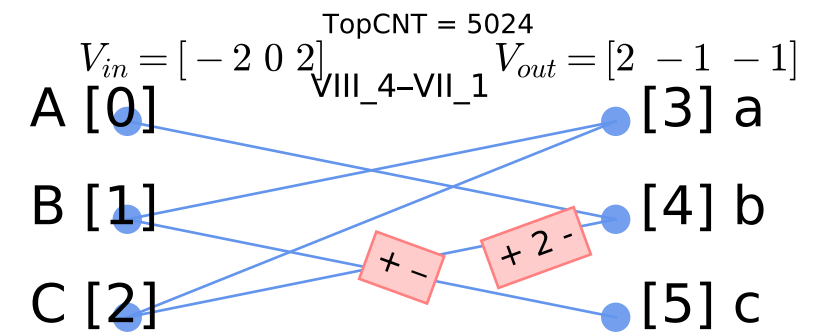 TopCNT = 5024
V_in = [ − 2 0 2]
V_out = [2 − 1 − 1]
VIII_4–VII_1
A [0]
[3] a
B [1]
[4] b
+ 2 -
+ –
C [2]
[5] c